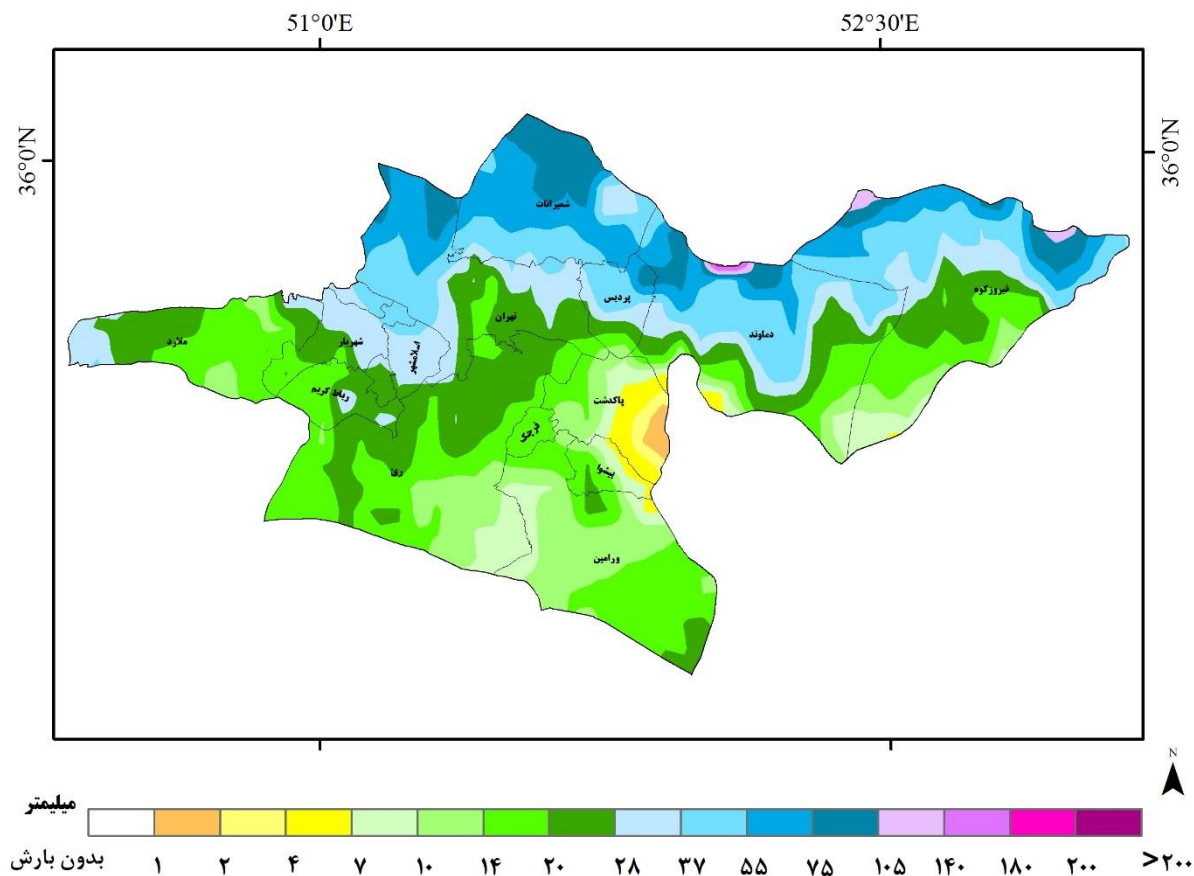 51°0'E 52°30'E
36°0'N 36°0'N
شمیرانات
فیروزکوه
پردیس
تهران
دماوند
ملارد
شهریار
اسلامشهر
رباط کریم
پاکدشت
قرچک
پیشوا
ری
ورامین
N
میلیمتر
بدون بارش ۱ ۲ ۴ ۷ ۱۰ ۱۴ ۲۰ ۲۸ ۳۷ ۵۵ ۷۵ ۱۰۵ ۱۴۰ ۱۸۰ ۲۰۰ >۲۰۰